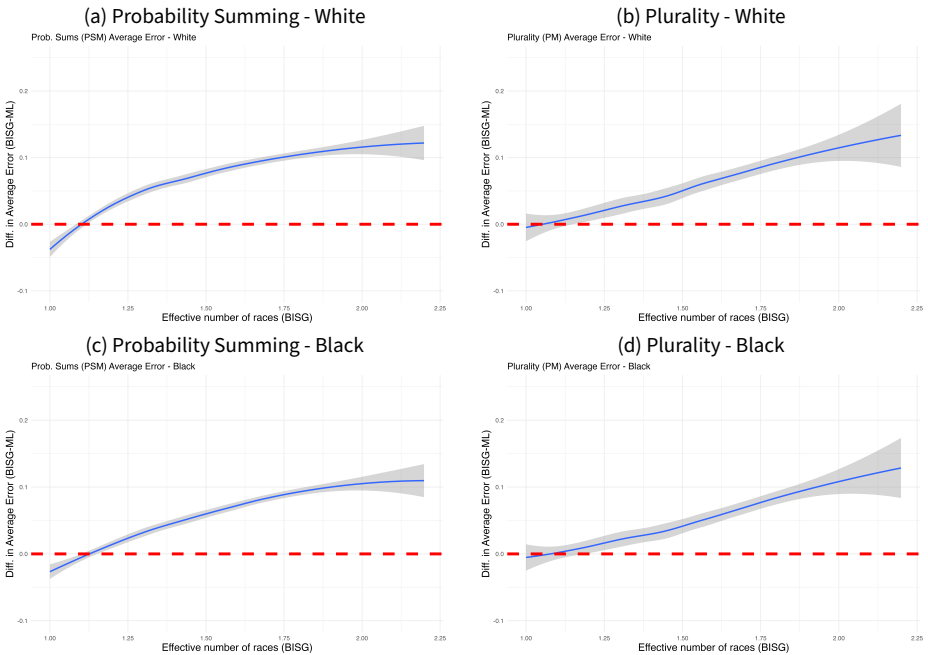 (a) Probability Summing - White
Prob. Sums (PSM) Average Error - White
Diff. in Average Error (BISG-ML)
0.2
0.1
0.0
-0.1
1.00 1.25 1.50 1.75 2.00 2.25
Effective number of races (BISG)
(b) Plurality - White
Plurality (PM) Average Error - White
Diff. in Average Error (BISG-ML)
0.2
0.1
0.0
-0.1
1.00 1.25 1.50 1.75 2.00 2.25
Effective number of races (BISG)
(c) Probability Summing - Black
Prob. Sums (PSM) Average Error - Black
Diff. in Average Error (BISG-ML)
0.2
0.1
0.0
-0.1
1.00 1.25 1.50 1.75 2.00 2.25
Effective number of races (BISG)
(d) Plurality - Black
Plurality (PM) Average Error - Black
Diff. in Average Error (BISG-ML)
0.2
0.1
0.0
-0.1
1.00 1.25 1.50 1.75 2.00 2.25
Effective number of races (BISG)